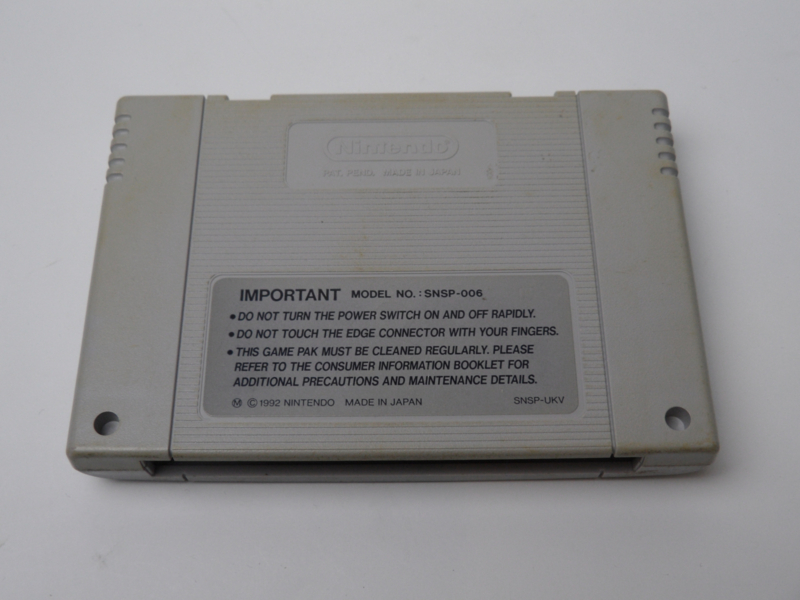 Nintendo
PAT. PEND. MADE IN JAPAN
IMPORTANT MODEL NO.: SNSP-006
• DO NOT TURN THE POWER SWITCH ON AND OFF RAPIDLY.
• DO NOT TOUCH THE EDGE CONNECTOR WITH YOUR FINGERS.
• THIS GAME PAK MUST BE CLEANED REGULARLY. PLEASE
REFER TO THE CONSUMER INFORMATION BOOKLET FOR
ADDITIONAL PRECAUTIONS AND MAINTENANCE DETAILS.
Ⓜ © 1992 NINTENDO MADE IN JAPAN SNSP-UKV